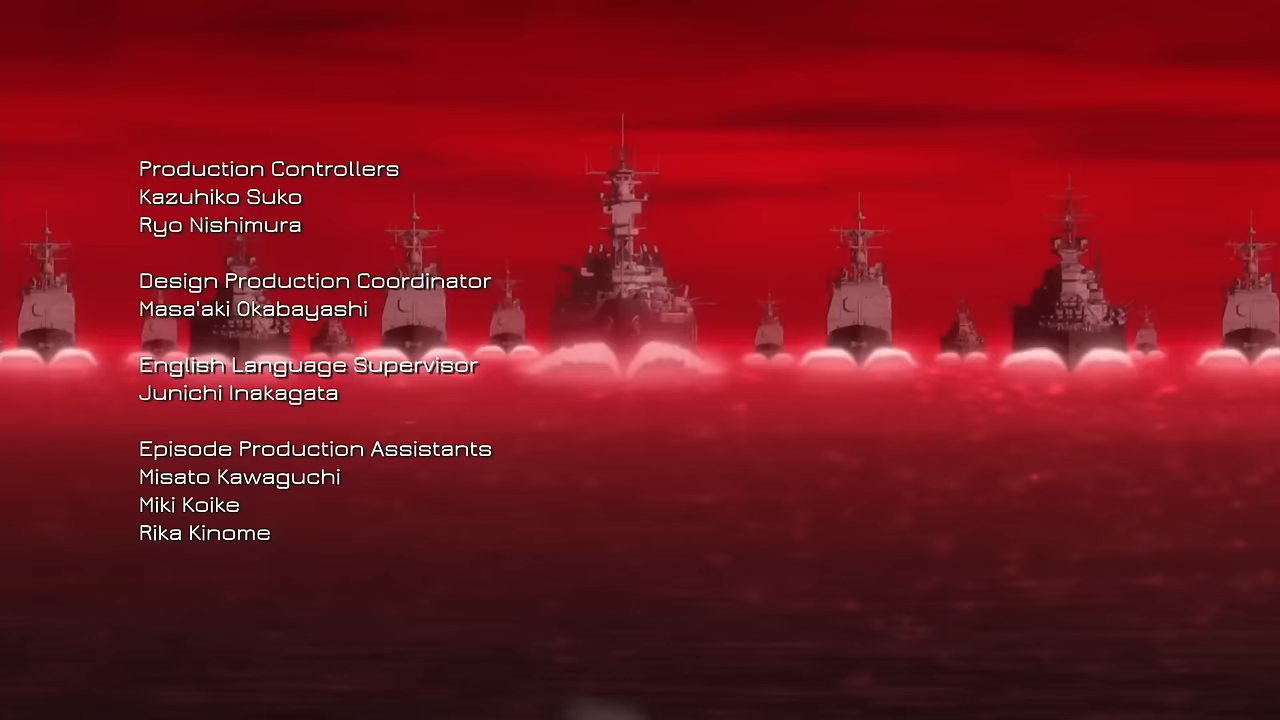 Production Controllers
Kazuhiko Suko
Ryo Nishimura
Design Production Coordinator
Masa'aki Okabayashi
English Language Supervisor
Junichi Inakagata
Episode Production Assistants
Misato Kawaguchi
Miki Koike
Rika Kinome